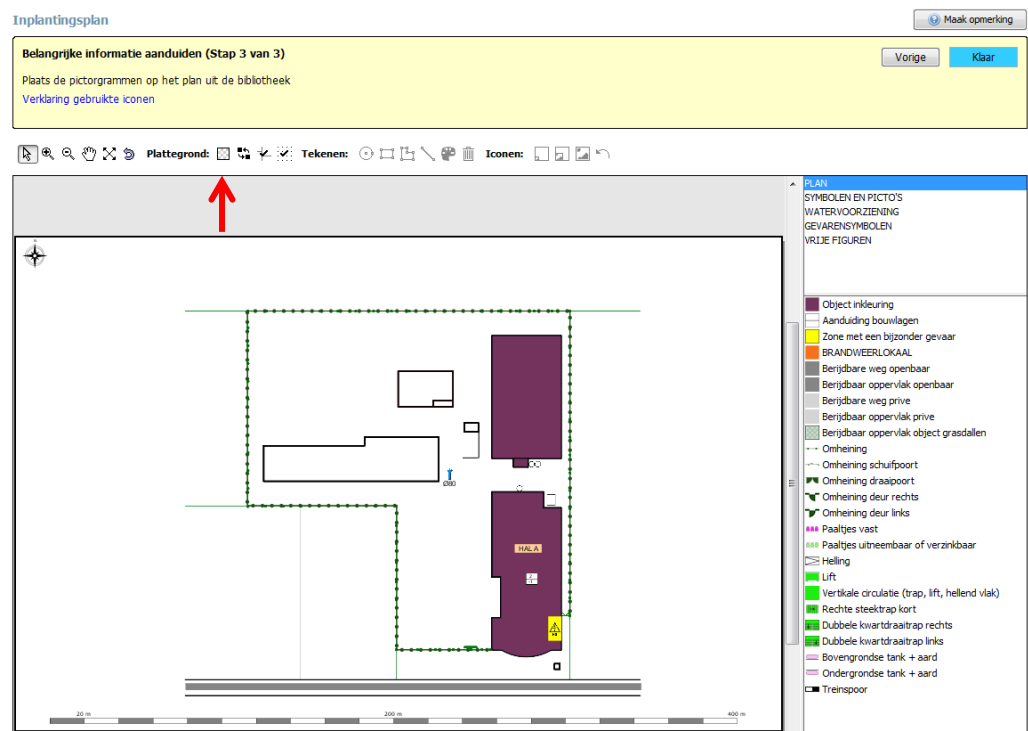 Inplantingsplan
Maak opmerking
Belangrijke informatie aanduiden (Stap 3 van 3)
Vorige
Klaar
Plaats de pictorgrammen op het plan uit de bibliotheek
Verklaring gebruikte iconen
Plattegrond:
Tekenen:
Iconen:
PLAN
SYMBOLEN EN PICTO'S
WATERVOORZIENING
GEVARENSYMBOLEN
VRIJE FIGUREN
Object inkleuring
Aanduiding bouwlagen
Zone met een bijzonder gevaar
BRANDWEERLOKAAL
Berijdbare weg openbaar
Berijdbaar oppervlak openbaar
Berijdbare weg prive
Berijdbaar oppervlak prive
Berijdbaar oppervlak object grasdallen
Omheining
Omheining schuifpoort
Omheining draaipoort
Omheining deur rechts
Omheining deur links
Paaltjes vast
Paaltjes uitneembaar of verzinkbaar
Helling
Lift
Vertikale circulatie (trap, lift, hellend vlak)
Rechte steektrap kort
Dubbele kwartdraaitrap rechts
Dubbele kwartdraaitrap links
Bovengrondse tank + aard
Ondergrondse tank + aard
Treinspoor
Ø80
HAL A
20 m
200 m
400 m